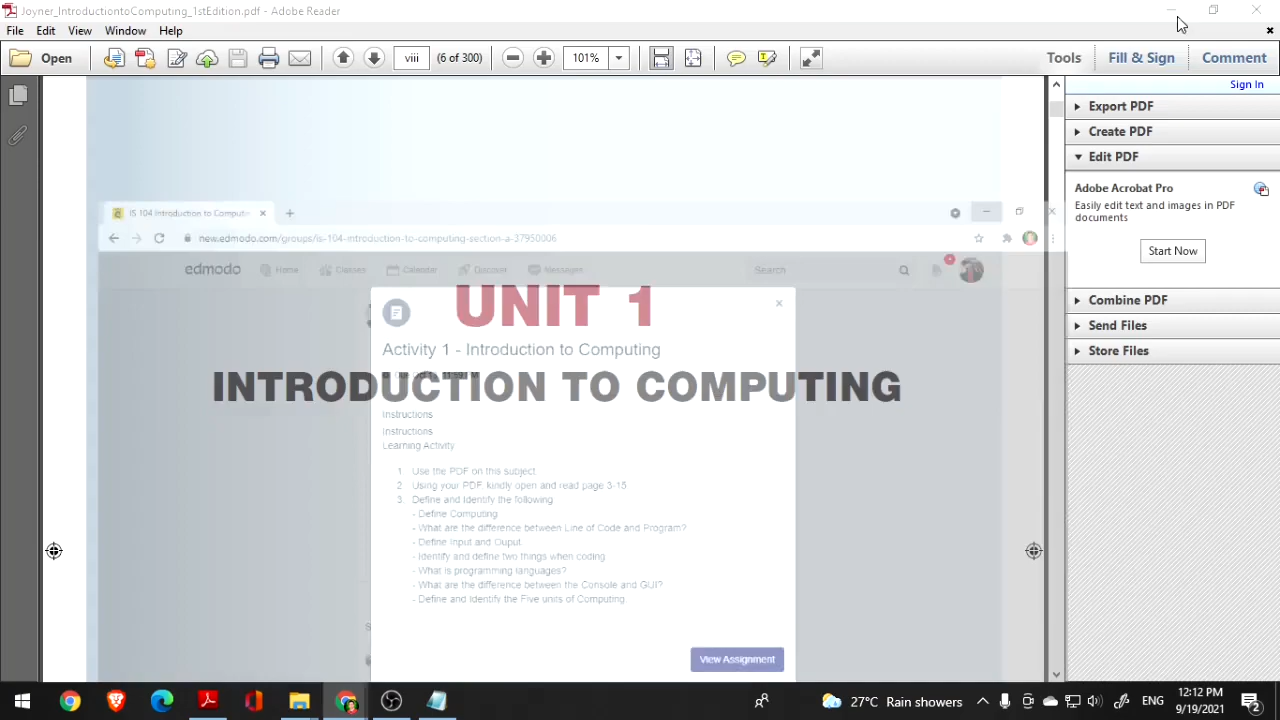 Joyner_IntroductiontoComputing_1stEdition.pdf - Adobe Reader
File Edit View Window Help
Open viii (6 of 300) 101% Tools Fill & Sign Comment
Sign In
Export PDF
Create PDF
Edit PDF
Adobe Acrobat Pro
Easily edit text and images in PDF
documents
Start Now
Combine PDF
Send Files
Store Files
IS 104 Introduction to Comput
new.edmodo.com/groups/is-104-introduction-to-computing-section-a-37950006
edmodo Home Classes Calendar Discover Messages Search
UNIT 1
Activity 1 - Introduction to Computing
INTRODUCTION TO COMPUTING
Instructions
Instructions
Learning Activity
1. Use the PDF on this subject
2. Using your PDF, kindly open and read page 3-15
3. Define and Identify the following
- Define Computing
- What are the difference between Line of Code and Program?
- Define Input and Ouput.
- Identify and define two things when coding
- What is programming languages?
- What are the difference between the Console and GUI?
- Define and Identify the Five units of Computing.
View Assignment
27°C Rain showers ENG 12:12 PM
9/19/2021 2